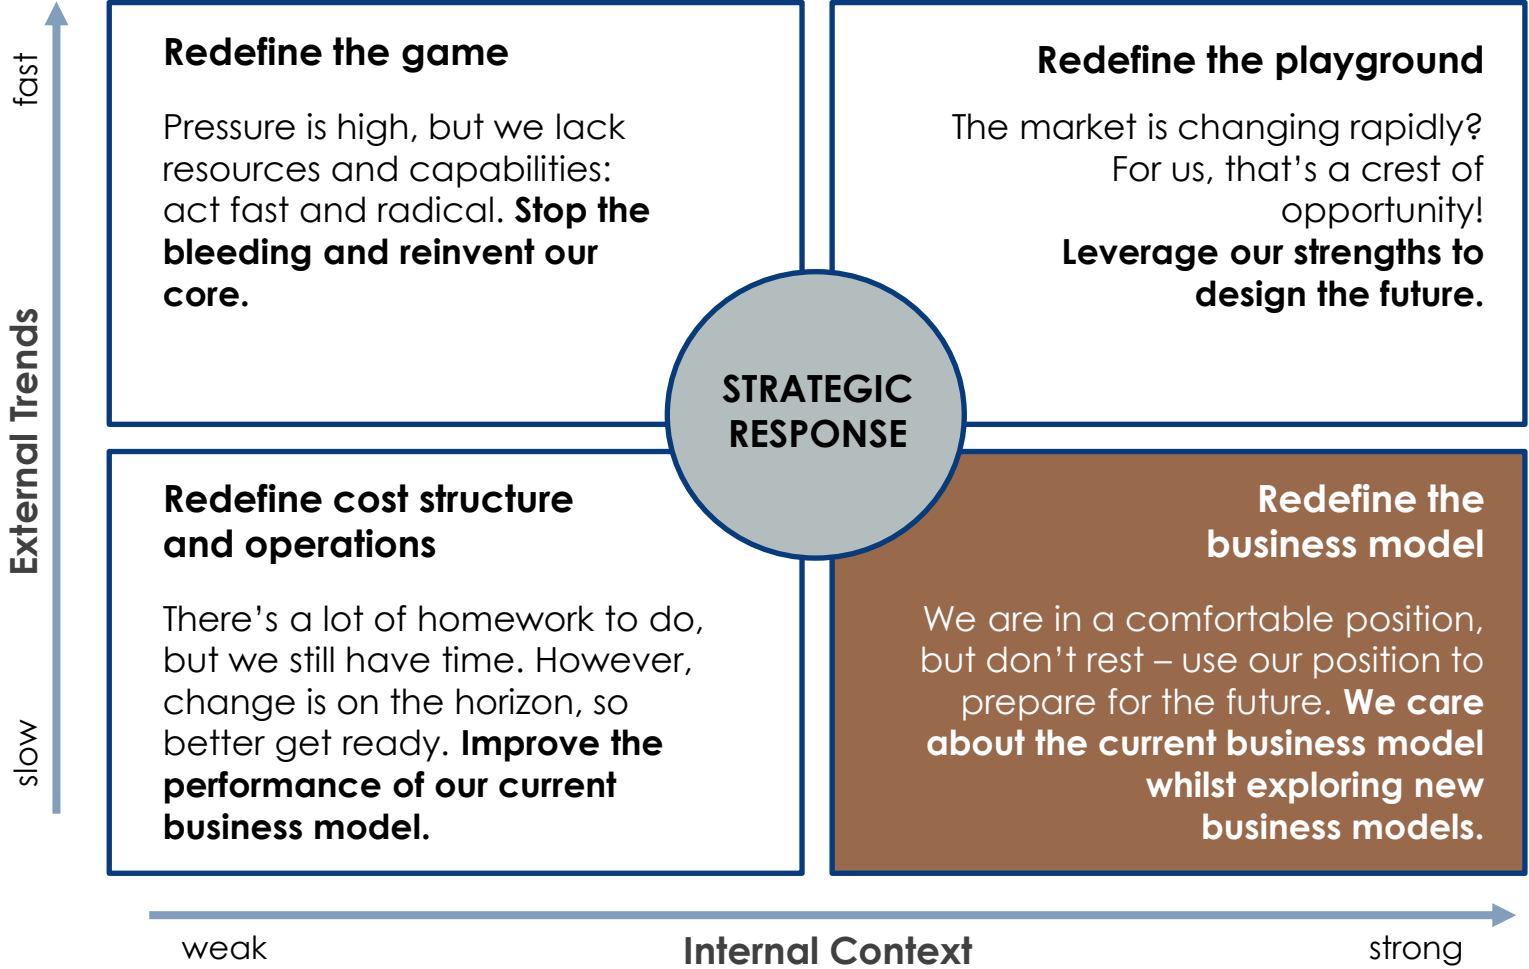 fast
External Trends
slow
Redefine the game
Pressure is high, but we lack
resources and capabilities:
act fast and radical. Stop the
bleeding and reinvent our
core.
Redefine the playground
The market is changing rapidly?
For us, that’s a crest of
opportunity!
Leverage our strengths to
design the future.
STRATEGIC
RESPONSE
Redefine cost structure
and operations
There’s a lot of homework to do,
but we still have time. However,
change is on the horizon, so
better get ready. Improve the
performance of our current
business model.
Redefine the
business model
We are in a comfortable position,
but don’t rest – use our position to
prepare for the future. We care
about the current business model
whilst exploring new
business models.
weak
Internal Context
strong